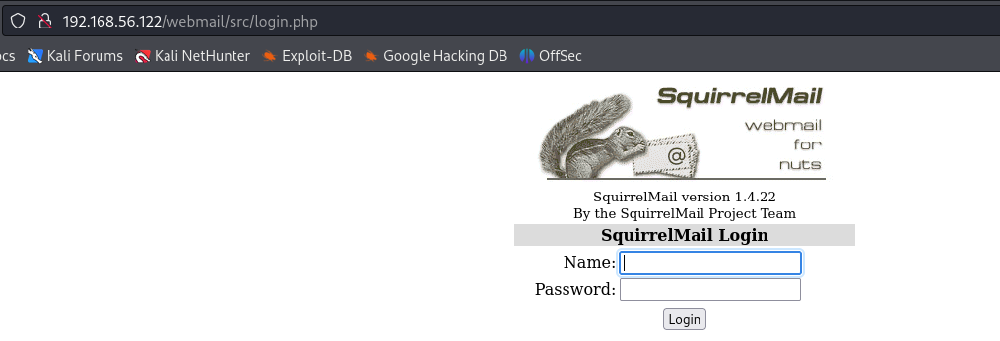 192.168.56.122/webmail/src/login.php
ocs Kali Forums Kali NetHunter Exploit-DB Google Hacking DB OffSec
SquirrelMail
webmail
for
nuts
@
SquirrelMail version 1.4.22
By the SquirrelMail Project Team
SquirrelMail Login
Name:
Password:
Login